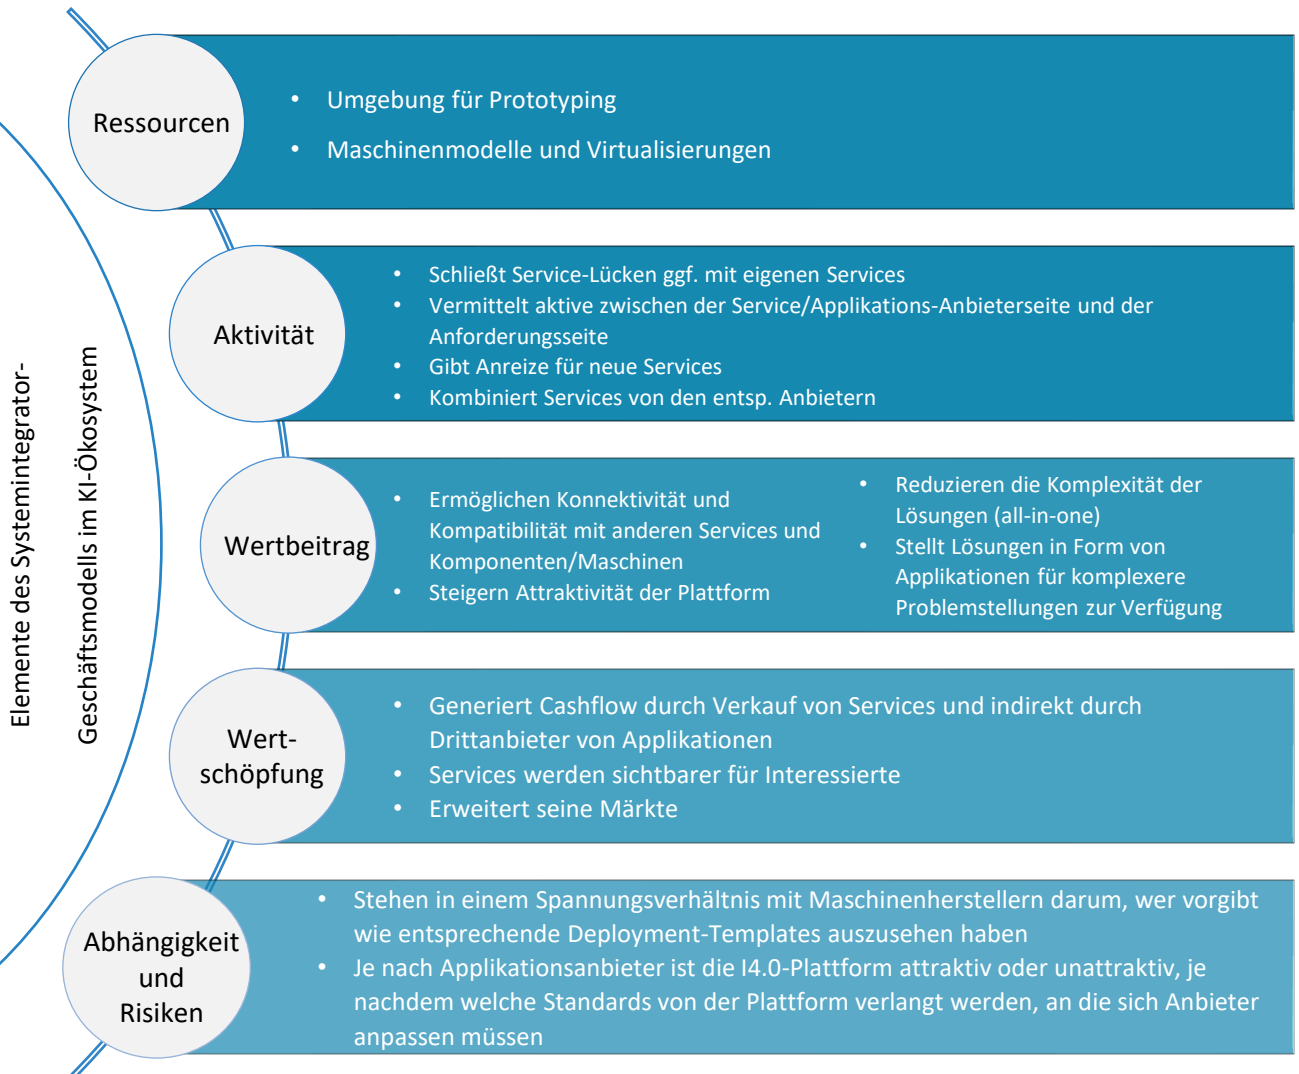 Elemente des Systemintegrator-
Geschäftsmodells im KI-Ökosystem
Ressourcen
• Umgebung für Prototyping
• Maschinenmodelle und Virtualisierungen
Aktivität
• Schließt Service-Lücken ggf. mit eigenen Services
• Vermittelt aktive zwischen der Service/Applikations-Anbieterseite und der
Anforderungsseite
• Gibt Anreize für neue Services
• Kombiniert Services von den entsp. Anbietern
Wertbeitrag
• Ermöglichen Konnektivität und
Kompatibilität mit anderen Services und
Komponenten/Maschinen
• Steigern Attraktivität der Plattform
• Reduzieren die Komplexität der
Lösungen (all-in-one)
• Stellt Lösungen in Form von
Applikationen für komplexere
Problemstellungen zur Verfügung
Wert-
schöpfung
• Generiert Cashflow durch Verkauf von Services und indirekt durch
Drittanbieter von Applikationen
• Services werden sichtbarer für Interessierte
• Erweitert seine Märkte
Abhängigkeit
und
Risiken
• Stehen in einem Spannungsverhältnis mit Maschinenherstellern darum, wer vorgibt
wie entsprechende Deployment-Templates auszusehen haben
• Je nach Applikationsanbieter ist die I4.0-Plattform attraktiv oder unattraktiv, je
nachdem welche Standards von der Plattform verlangt werden, an die sich Anbieter
anpassen müssen